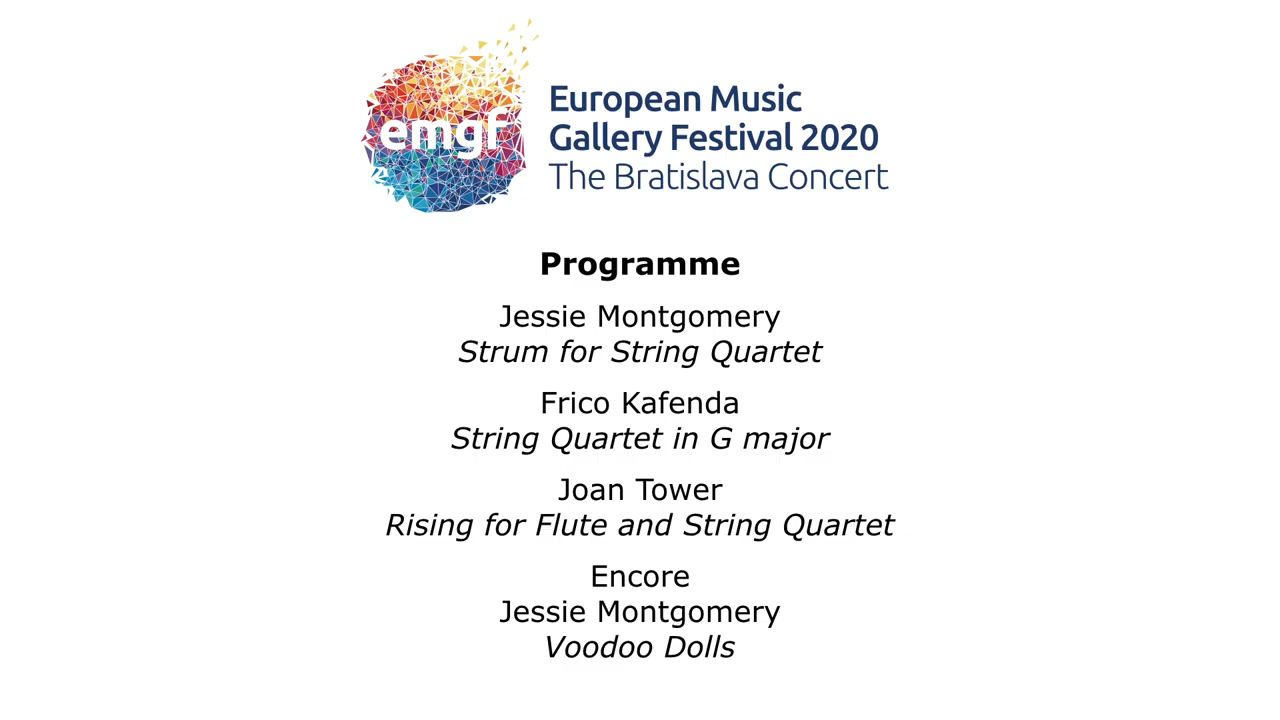 emgf
European Music
Gallery Festival 2020
The Bratislava Concert
Programme
Jessie Montgomery
Strum for String Quartet
Frico Kafenda
String Quartet in G major
Joan Tower
Rising for Flute and String Quartet
Encore
Jessie Montgomery
Voodoo Dolls